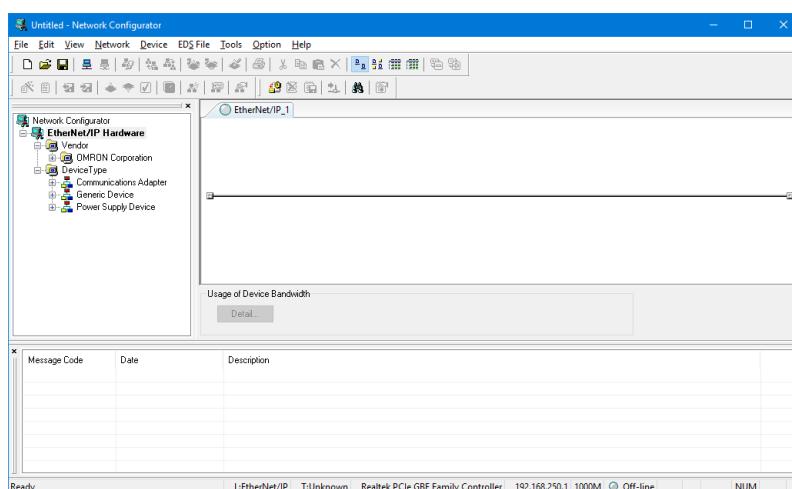 Untitled - Network Configurator
File Edit View Network Device EDS File Tools Option Help
EtherNet/IP_1
Network Configurator
EtherNet/IP Hardware
Vendor
OMRON Corporation
DeviceType
Communications Adapter
Generic Device
Power Supply Device
Usage of Device Bandwidth
Detail...
Message Code Date Description
Ready L:EtherNet/IP T:Unknown Realtek PCIe GBE Family Controller 192.168.250.1 1000M Off-line NUM